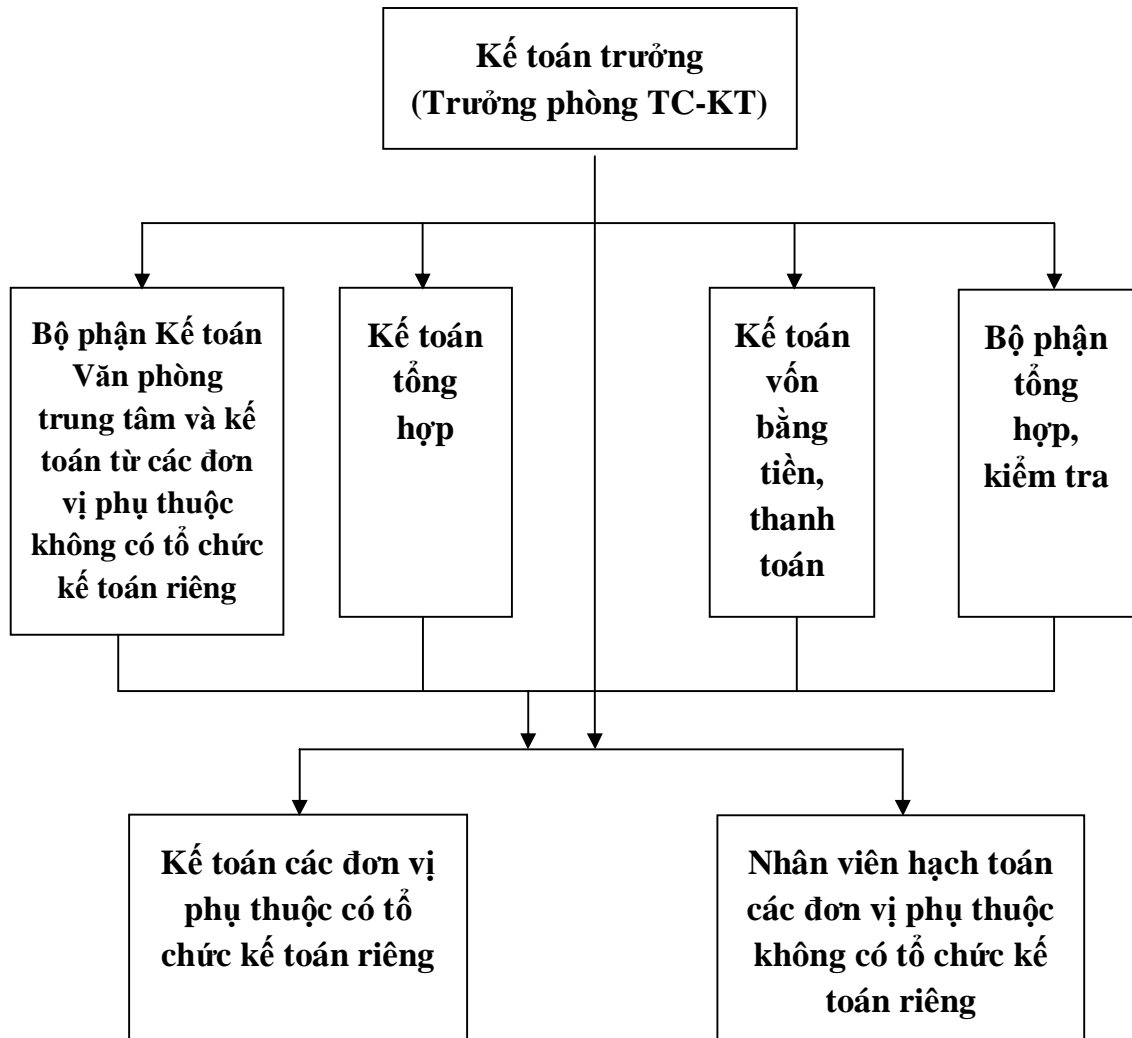 Kế toán trưởng
(Trưởng phòng TC-KT)
Bộ phận Kế toán
Văn phòng
trung tâm và kế
toán từ các đơn
vị phụ thuộc
không có tổ chức
kế toán riêng
Kế toán
tổng
hợp
Kế toán
vốn
bằng
tiền,
thanh
toán
Bộ phận
tổng
hợp,
kiểm tra
Kế toán các đơn vị
phụ thuộc có tổ
chức kế toán riêng
Nhân viên hạch toán
các đơn vị phụ thuộc
không có tổ chức kế
toán riêng